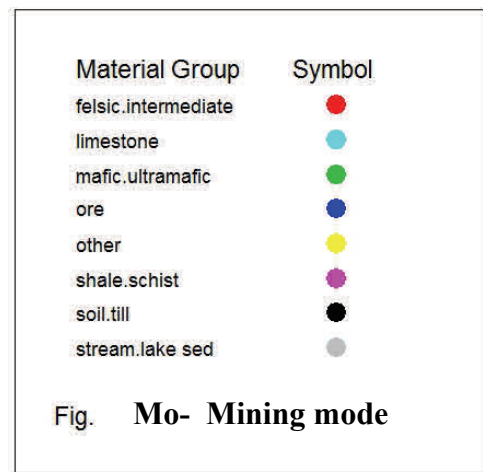 Material Group Symbol
felsic.intermediate
limestone
mafic.ultramafic
ore
other
shale.schist
soil.till
stream.lake sed
Fig. Mo- Mining mode